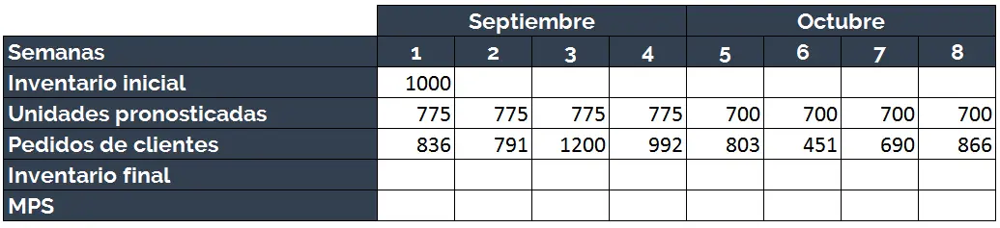 Septiembre Octubre
Semanas 1 2 3 4 5 6 7 8
Inventario inicial 1000
Unidades pronosticadas 775 775 775 775 700 700 700 700
Pedidos de clientes 836 791 1200 992 803 451 690 866
Inventario final
MPS